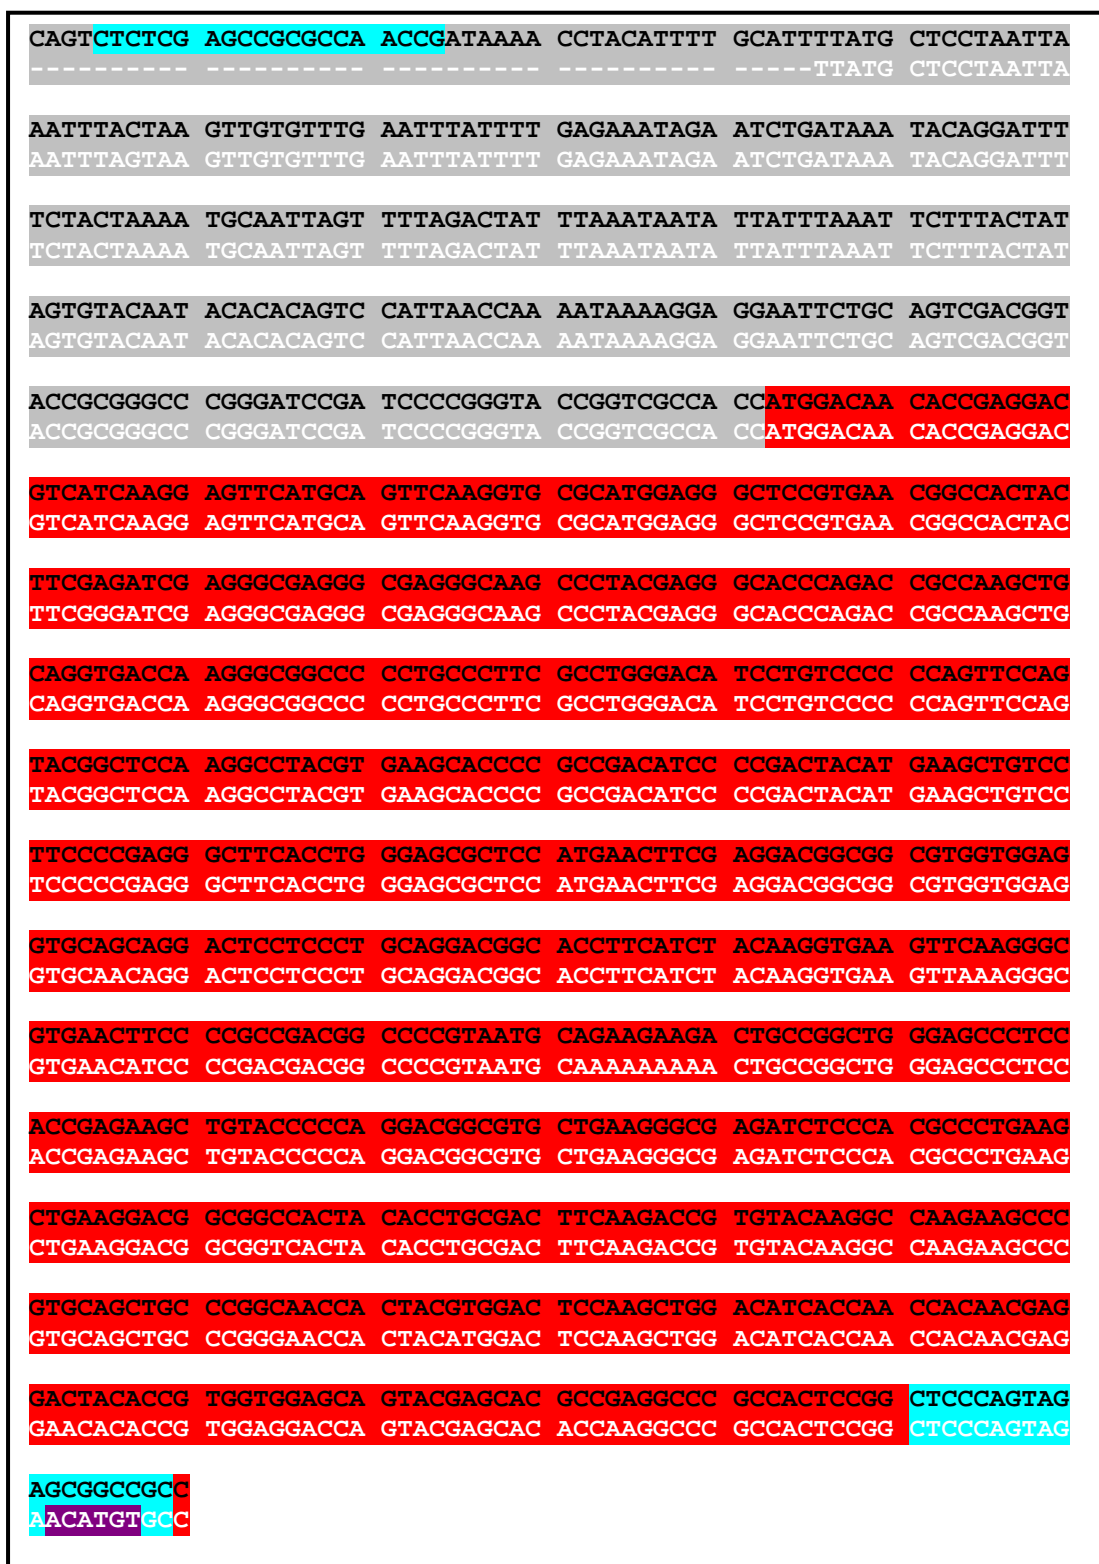 CAGTCTCTCG AGCCGCGCCA ACCGATAAAA CCTACATTTT GCATTTTATG CTCCTAATTA
---------- ---------- ---------- ---------- -----TTATG CTCCTAATTA
AATTTACTAA GTTGTGTTTG AATTTATTTT GAGAAATAGA ATCTGATAAA TACAGGATTT
AATTTAGTAA GTTGTGTTTG AATTTATTTT GAGAAATAGA ATCTGATAAA TACAGGATTT
TCTACTAAAA TGCAATTAGT TTTAGACTAT TTAAATAATA TTATTTAAAT TCTTTACTAT
TCTACTAAAA TGCAATTAGT TTTAGACTAT TTAAATAATA TTATTTAAAT TCTTTACTAT
AGTGTACAAT ACACACAGTC CATTAACCAA AATAAAAGGA GGAATTCTGC AGTCGACGGT
AGTGTACAAT ACACACAGTC CATTAACCAA AATAAAAGGA GGAATTCTGC AGTCGACGGT
ACCGCGGGCC CGGGATCCGA TCCCCGGGTA CCGGTCGCCA CCATGGACAA CACCGAGGAC
ACCGCGGGCC CGGGATCCGA TCCCCGGGTA CCGGTCGCCA CCATGGACAA CACCGAGGAC
GTCATCAAGG AGTTCATGCA GTTCAAGGTG CGCATGGAGG GCTCCGTGAA CGGCCACTAC
GTCATCAAGG AGTTCATGCA GTTCAAGGTG CGCATGGAGG GCTCCGTGAA CGGCCACTAC
TTCGAGATCG AGGGCGAGGG CGAGGGCAAG CCCTACGAGG GCACCCAGAC CGCCAAGCTG
TTCGGGATCG AGGGCGAGGG CGAGGGCAAG CCCTACGAGG GCACCCAGAC CGCCAAGCTG
CAGGTGACCA AGGGCGGCCC CCTGCCCTTC GCCTGGGACA TCCTGTCCCC CCAGTTCCAG
CAGGTGACCA AGGGCGGCCC CCTGCCCTTC GCCTGGGACA TCCTGTCCCC CCAGTTCCAG
TACGGCTCCA AGGCCTACGT GAAGCACCCC GCCGACATCC CCGACTACAT GAAGCTGTCC
TACGGCTCCA AGGCCTACGT GAAGCACCCC GCCGACATCC CCGACTACAT GAAGCTGTCC
TTCCCCGAGG GCTTCACCTG GGAGCGCTCC ATGAACTTCG AGGACGGCGG CGTGGTGGAG
TCCCCCGAGG GCTTCACCTG GGAGCGCTCC ATGAACTTCG AGGACGGCGG CGTGGTGGAG
GTGCAGCAGG ACTCCTCCCT GCAGGACGGC ACCTTCATCT ACAAGGTGAA GTTCAAGGGC
GTGCAACAGG ACTCCTCCCT GCAGGACGGC ACCTTCATCT ACAAGGTGAA GTTAAAGGGC
GTGAACTTCC CCGCCGACGG CCCCGTAATG CAGAAGAAGA CTGCCGGCTG GGAGCCCTCC
GTGAACATCC CCGACGACGG CCCCGTAATG CAAAAAAAAA CTGCCGGCTG GGAGCCCTCC
ACCGAGAAGC TGTACCCCCA GGACGGCGTG CTGAAGGGCG AGATCTCCCA CGCCCTGAAG
ACCGAGAAGC TGTACCCCCA GGACGGCGTG CTGAAGGGCG AGATCTCCCA CGCCCTGAAG
CTGAAGGACG GCGGCCACTA CACCTGCGAC TTCAAGACCG TGTACAAGGC CAAGAAGCCC
CTGAAGGACG GCGGTCACTA CACCTGCGAC TTCAAGACCG TGTACAAGGC CAAGAAGCCC
GTGCAGCTGC CCGGCAACCA CTACGTGGAC TCCAAGCTGG ACATCACCAA CCACAACGAG
GTGCAGCTGC CCGGGAACCA CTACATGGAC TCCAAGCTGG ACATCACCAA CCACAACGAG
GACTACACCG TGGTGGAGCA GTACGAGCAC GCCGAGGCCC GCCACTCCGG CTCCCAGTAG
GAACACACCG TGGAGGACCA GTACGAGCAC ACCAAGGCCC GCCACTCCGG CTCCCAGTAG
AGCGGCCGCC
AACATGTGCC